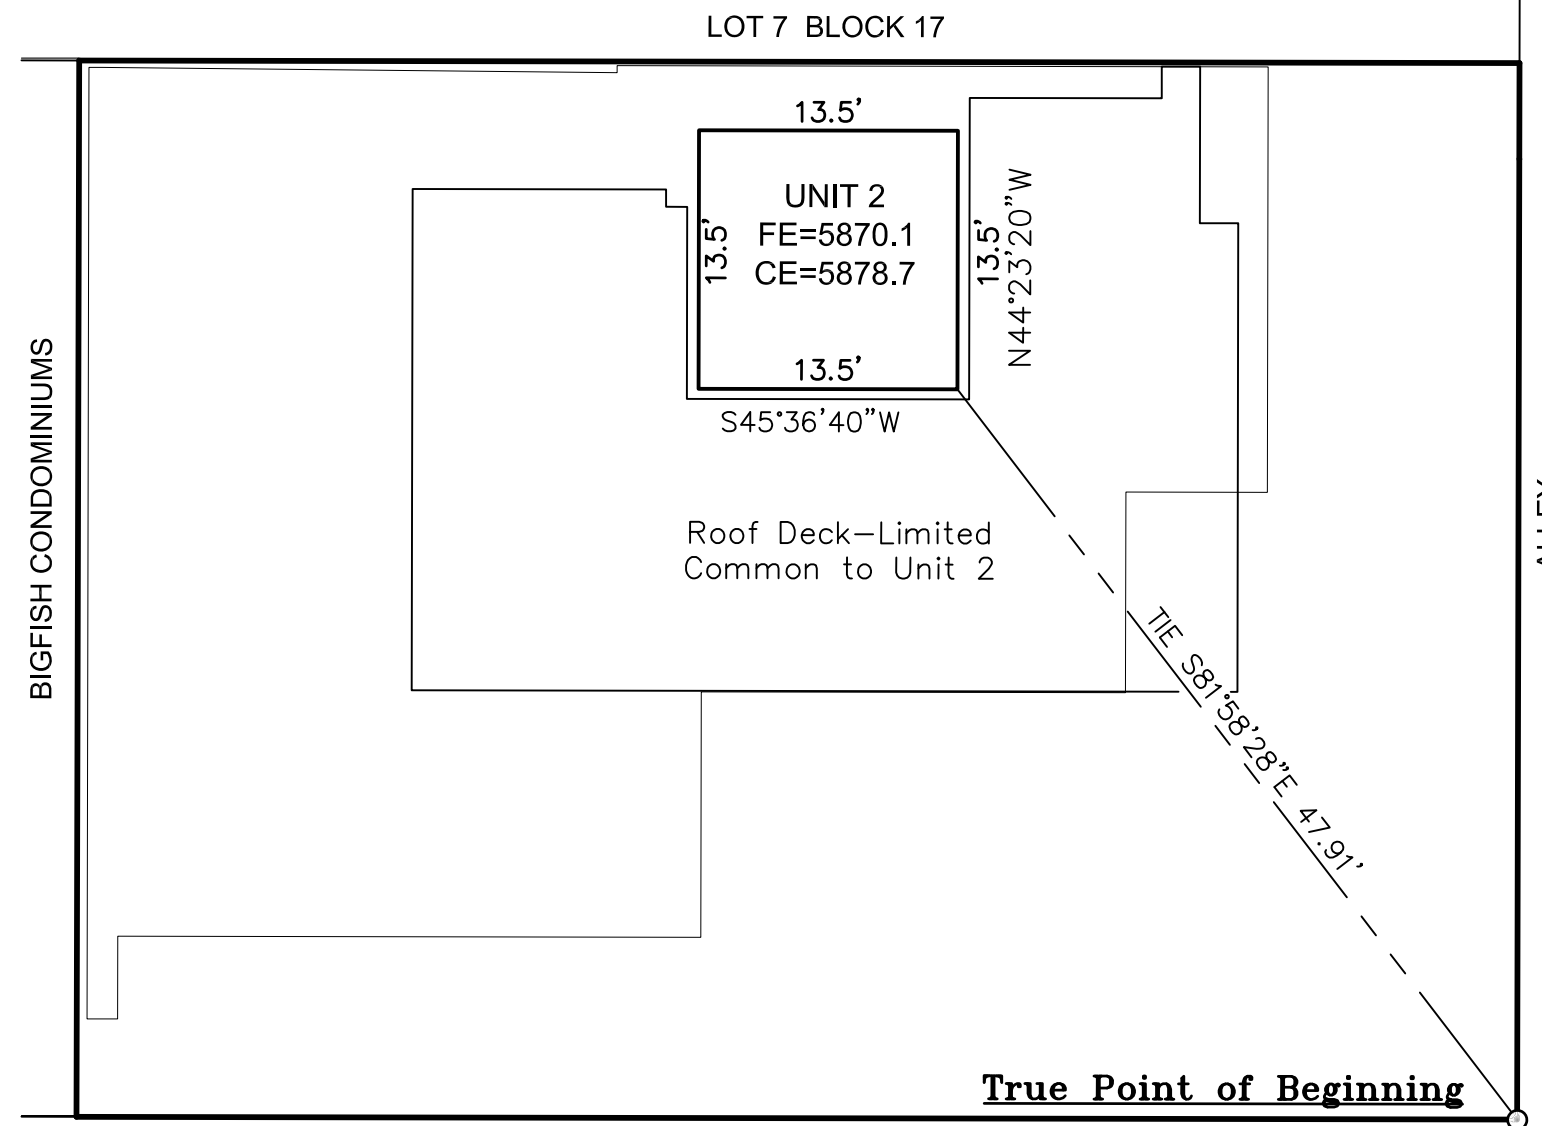 LOT 7 BLOCK 17
13.5’
UNIT 2
FE=5870.1
CE=5878.7
13.5’
13.5’
N44°23’20”W
13.5’
S45°36’40”W
BIGFISH CONDOMINIUMS
Roof Deck–Limited
Common to Unit 2
TIE S81°58’28”E 47.91’
True Point of Beginning